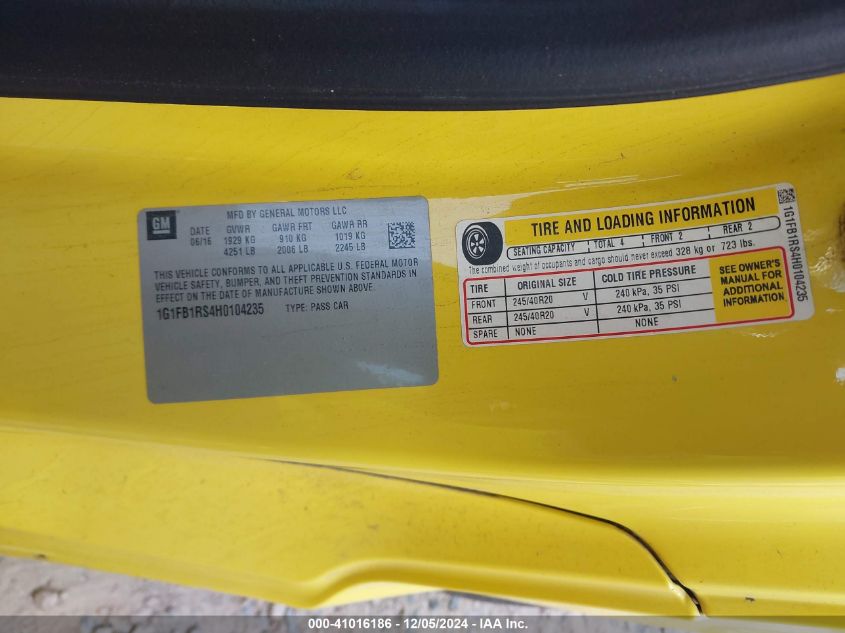 GM
MFD BY GENERAL MOTORS LLC
DATE GVWR GAWR FRT GAWR RR
06/16 1929 KG 910 KG 1019 KG
4251 LB 2006 LB 2245 LB
THIS VEHICLE CONFORMS TO ALL APPLICABLE U.S. FEDERAL MOTOR
VEHICLE SAFETY, BUMPER, AND THEFT PREVENTION STANDARDS IN
EFFECT ON THE DATE OF MANUFACTURE SHOWN ABOVE.
1G1FB1RS4H0104235 TYPE: PASS CAR
TIRE AND LOADING INFORMATION
SEATING CAPACITY TOTAL 4 FRONT 2 REAR 2
The combined weight of occupants and cargo should never exceed 328 kg or 723 lbs.
TIRE ORIGINAL SIZE COLD TIRE PRESSURE
FRONT 245/40R20 V 240 kPa, 35 PSI
REAR 245/40R20 V 240 kPa, 35 PSI
SPARE NONE NONE
SEE OWNER'S
MANUAL FOR
ADDITIONAL
INFORMATION
1G1FB1RS4H0104235
000-41016186 - 12/05/2024 - IAA Inc.